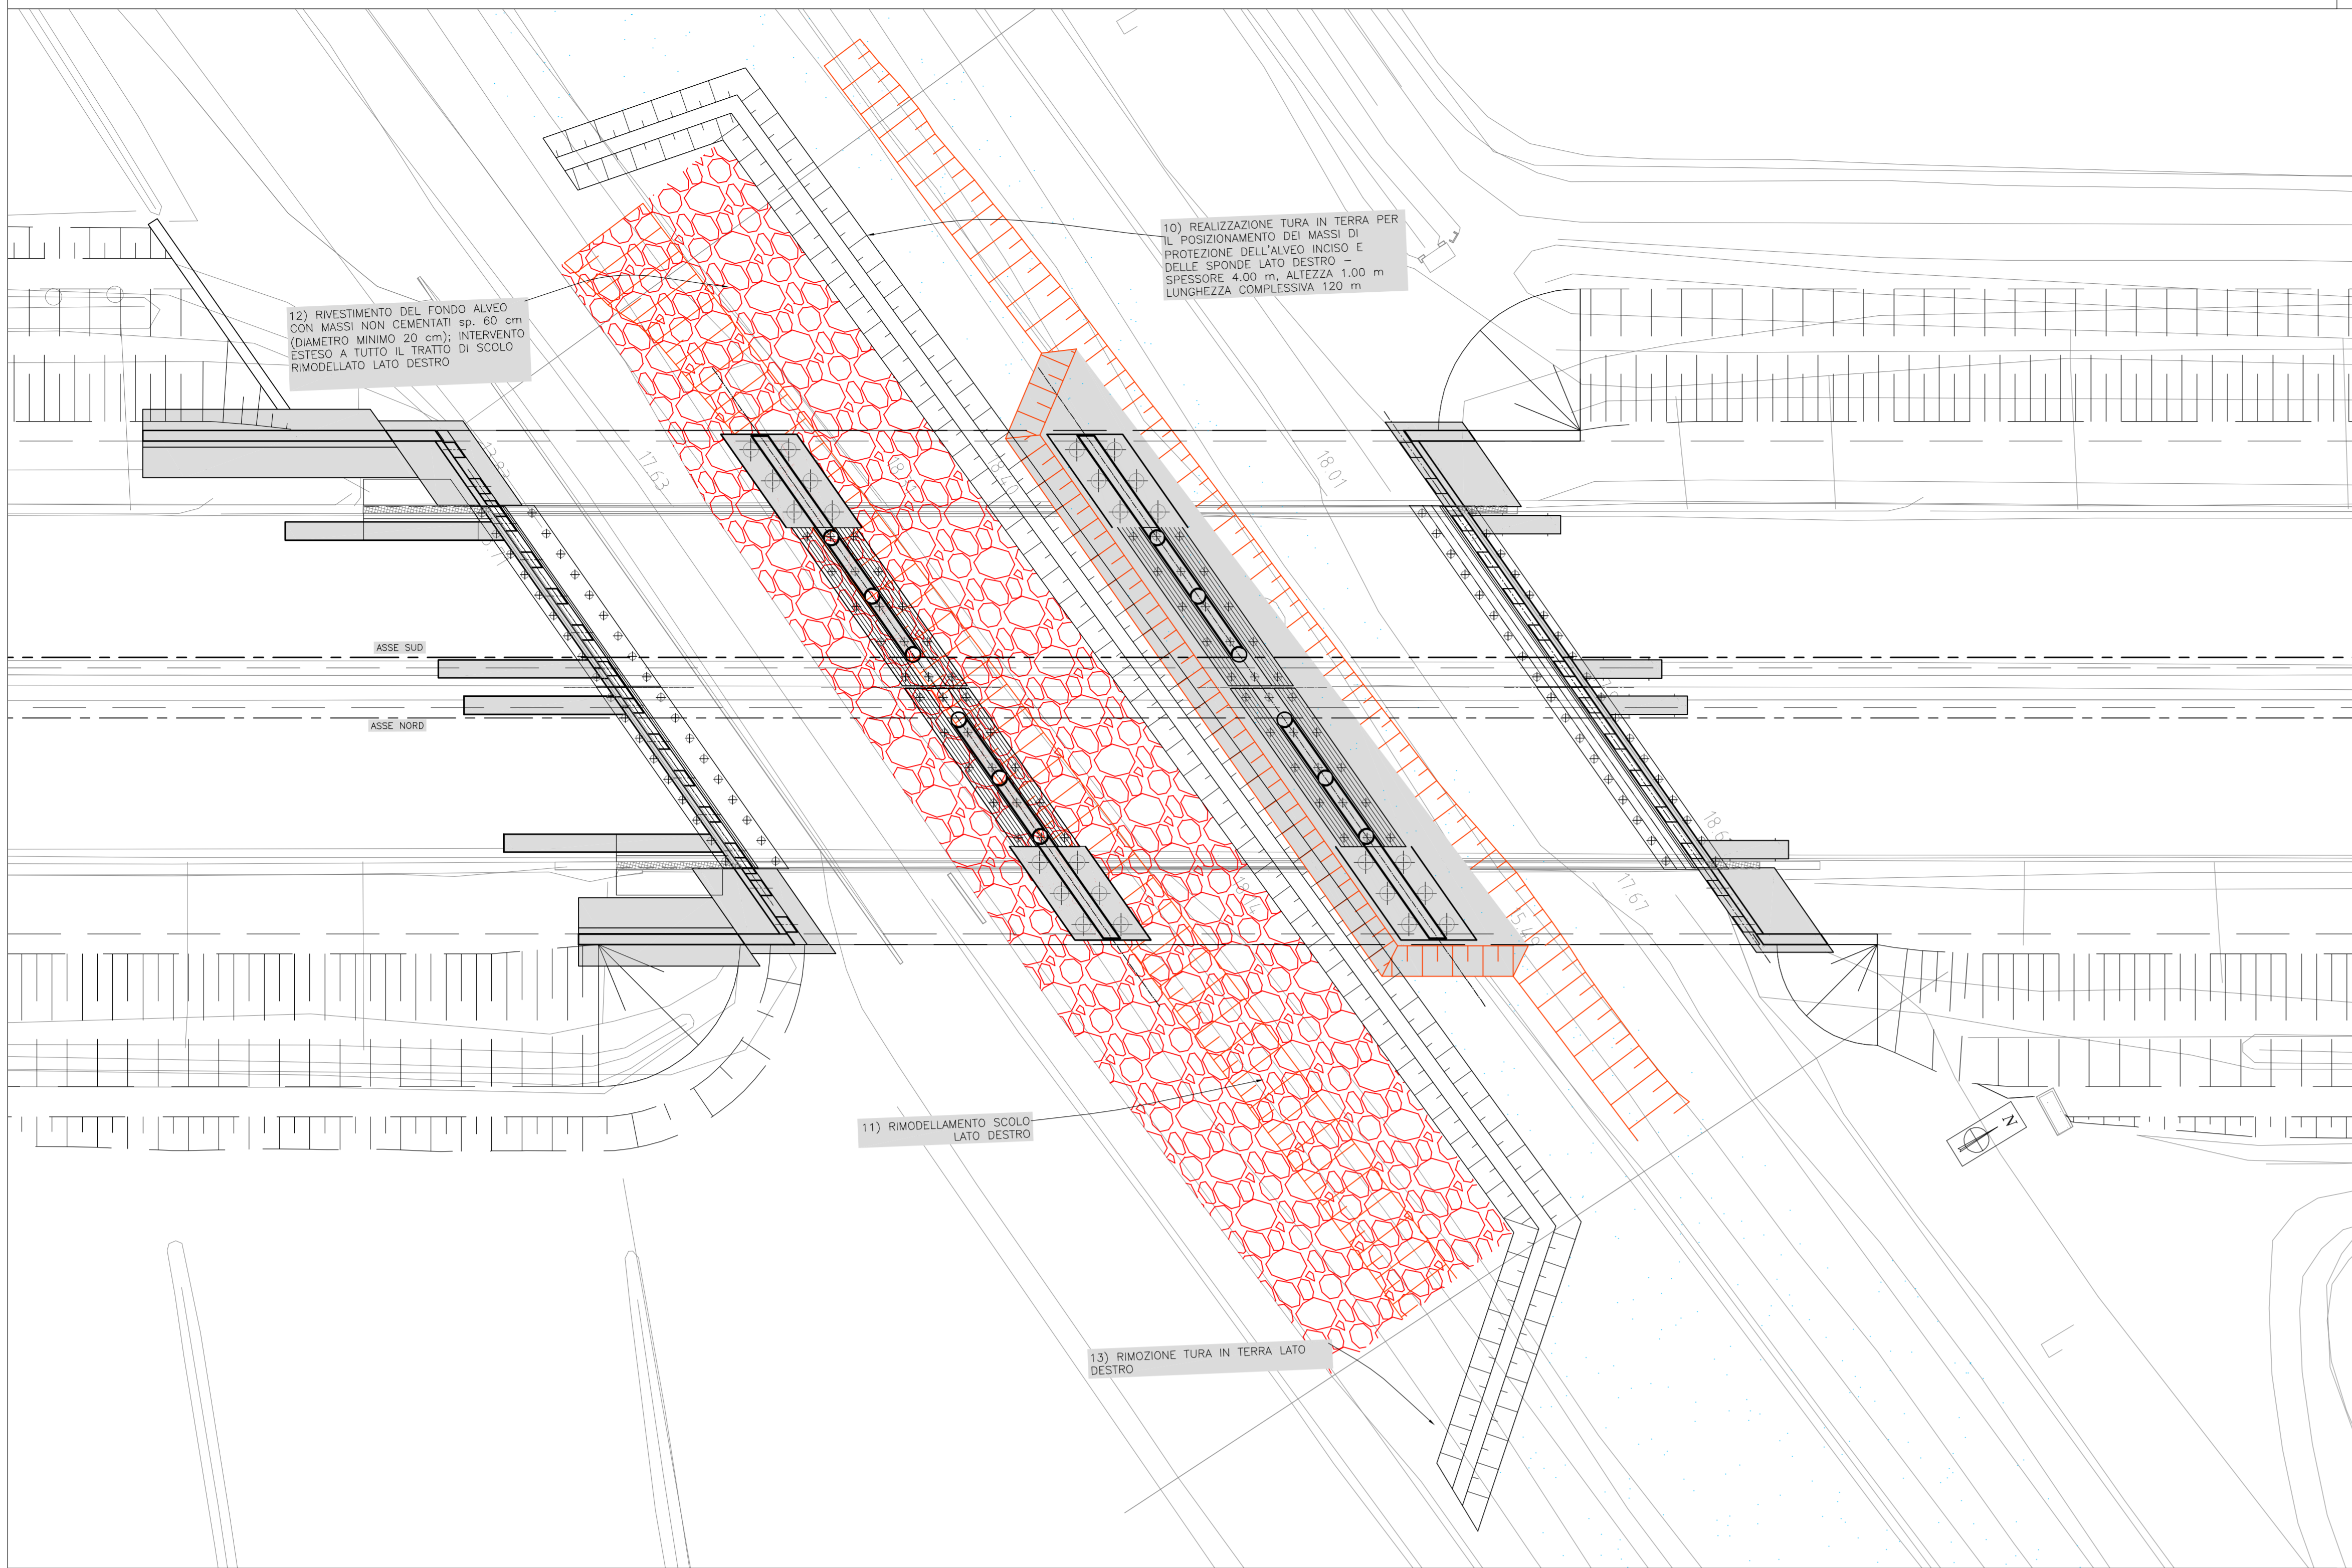 10) REALIZZAZIONE TURA IN TERRA PER
IL POSIZIONAMENTO DEI MASSI DI
PROTEZIONE DELL'ALVEO INCISO E
DELLE SPONDE LATO DESTRO –
SPESSORE 4.00 m, ALTEZZA 1.00 m
LUNGHEZZA COMPLESSIVA 120 m
12) RIVESTIMENTO DEL FONDO ALVEO
CON MASSI NON CEMENTATI sp. 60 cm
(DIAMETRO MINIMO 20 cm); INTERVENTO
ESTESO A TUTTO IL TRATTO DI SCOLO
RIMODELLATO LATO DESTRO
17.63
18.01
ASSE SUD
ASSE NORD
17.67
11) RIMODELLAMENTO SCOLO
LATO DESTRO
N
13) RIMOZIONE TURA IN TERRA LATO
DESTRO